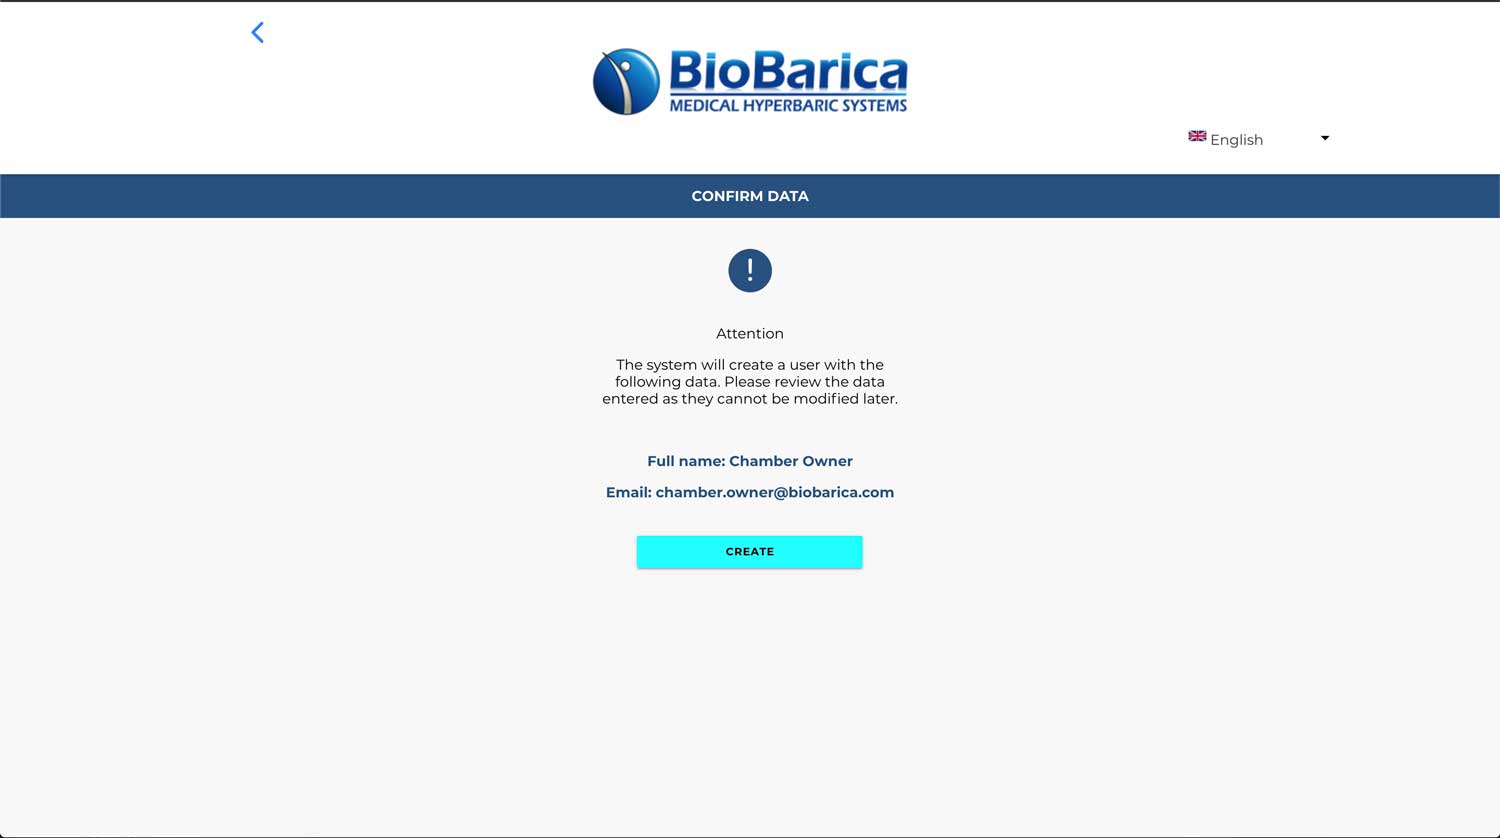 BioBarica
MEDICAL HYPERBARIC SYSTEMS
English
CONFIRM DATA
!
Attention
The system will create a user with the
following data. Please review the data
entered as they cannot be modified later.
Full name: Chamber Owner
Email: chamber.owner@biobarica.com
CREATE